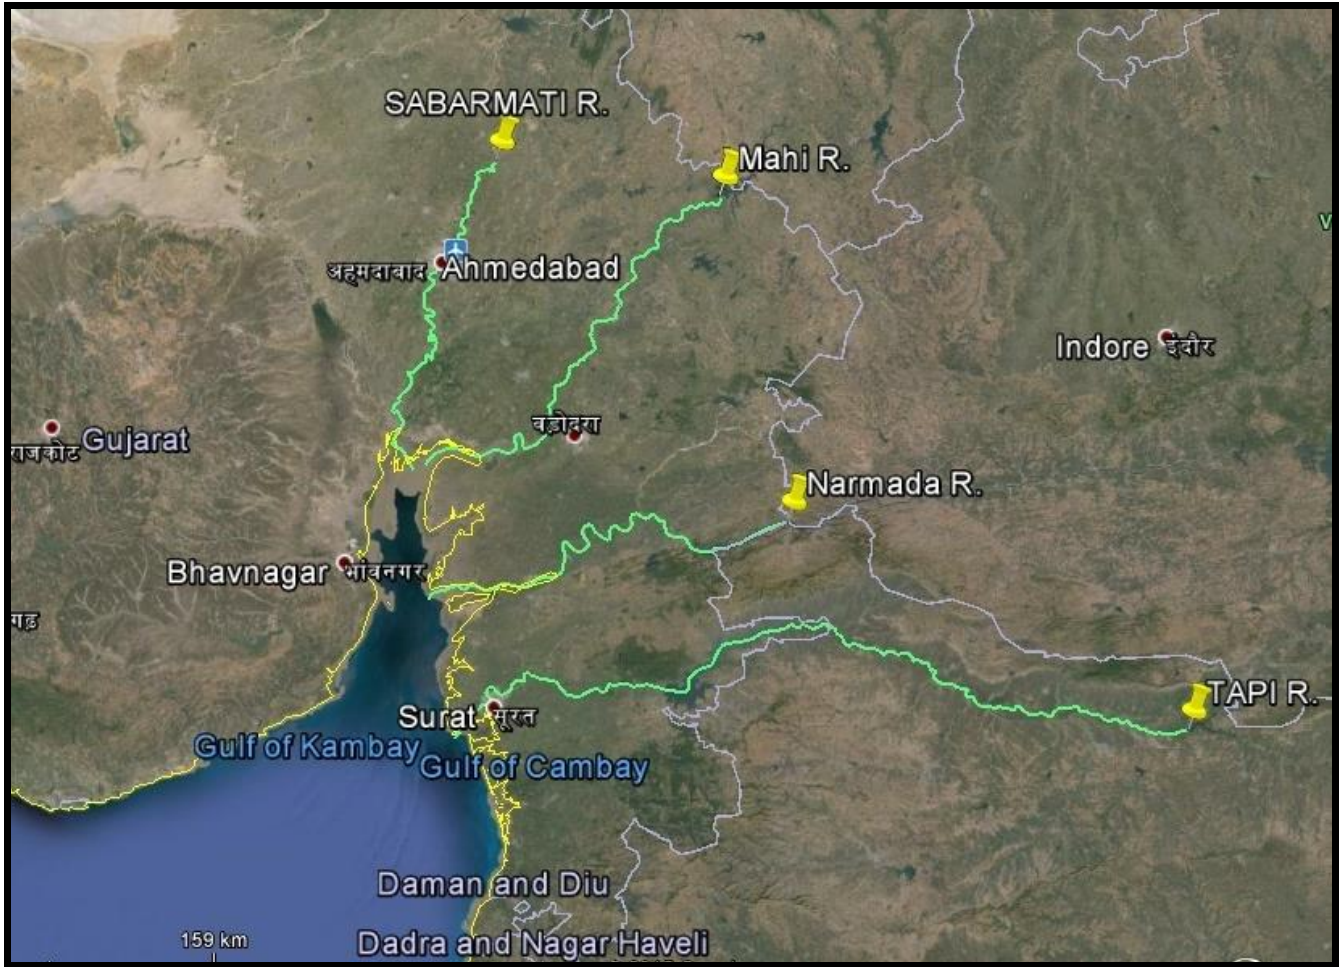 SABARMATI R.
Mahi R.
अहमदाबाद Ahmedabad
Indore इंदौर
वडोदरा
राजकोट Gujarat
Narmada R.
Bhavnagar भावनगर
TAPI R.
Surat सूरत
Gulf of Kambay
Gulf of Cambay
Daman and Diu
159 km
Dadra and Nagar Haveli